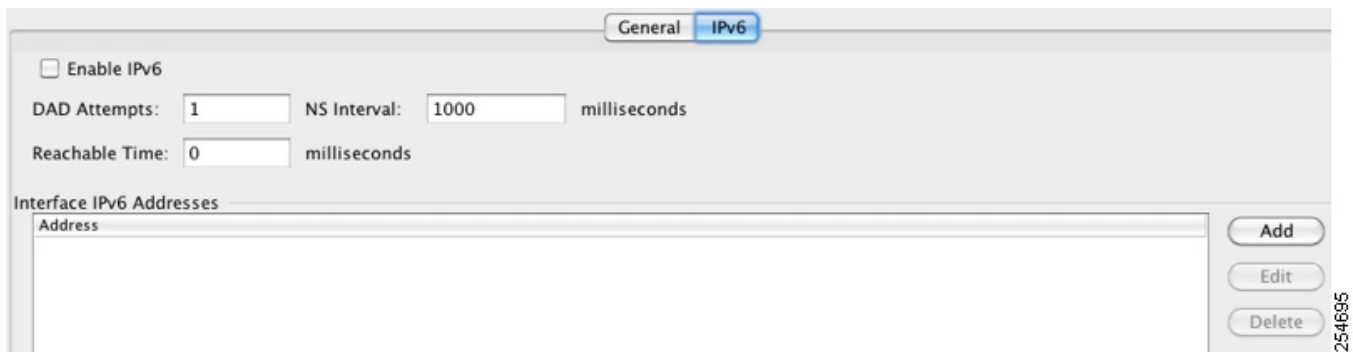 General IPv6
Enable IPv6
DAD Attempts: 1 NS Interval: 1000 milliseconds
Reachable Time: 0 milliseconds
Interface IPv6 Addresses
Address
Add
Edit
Delete
254695